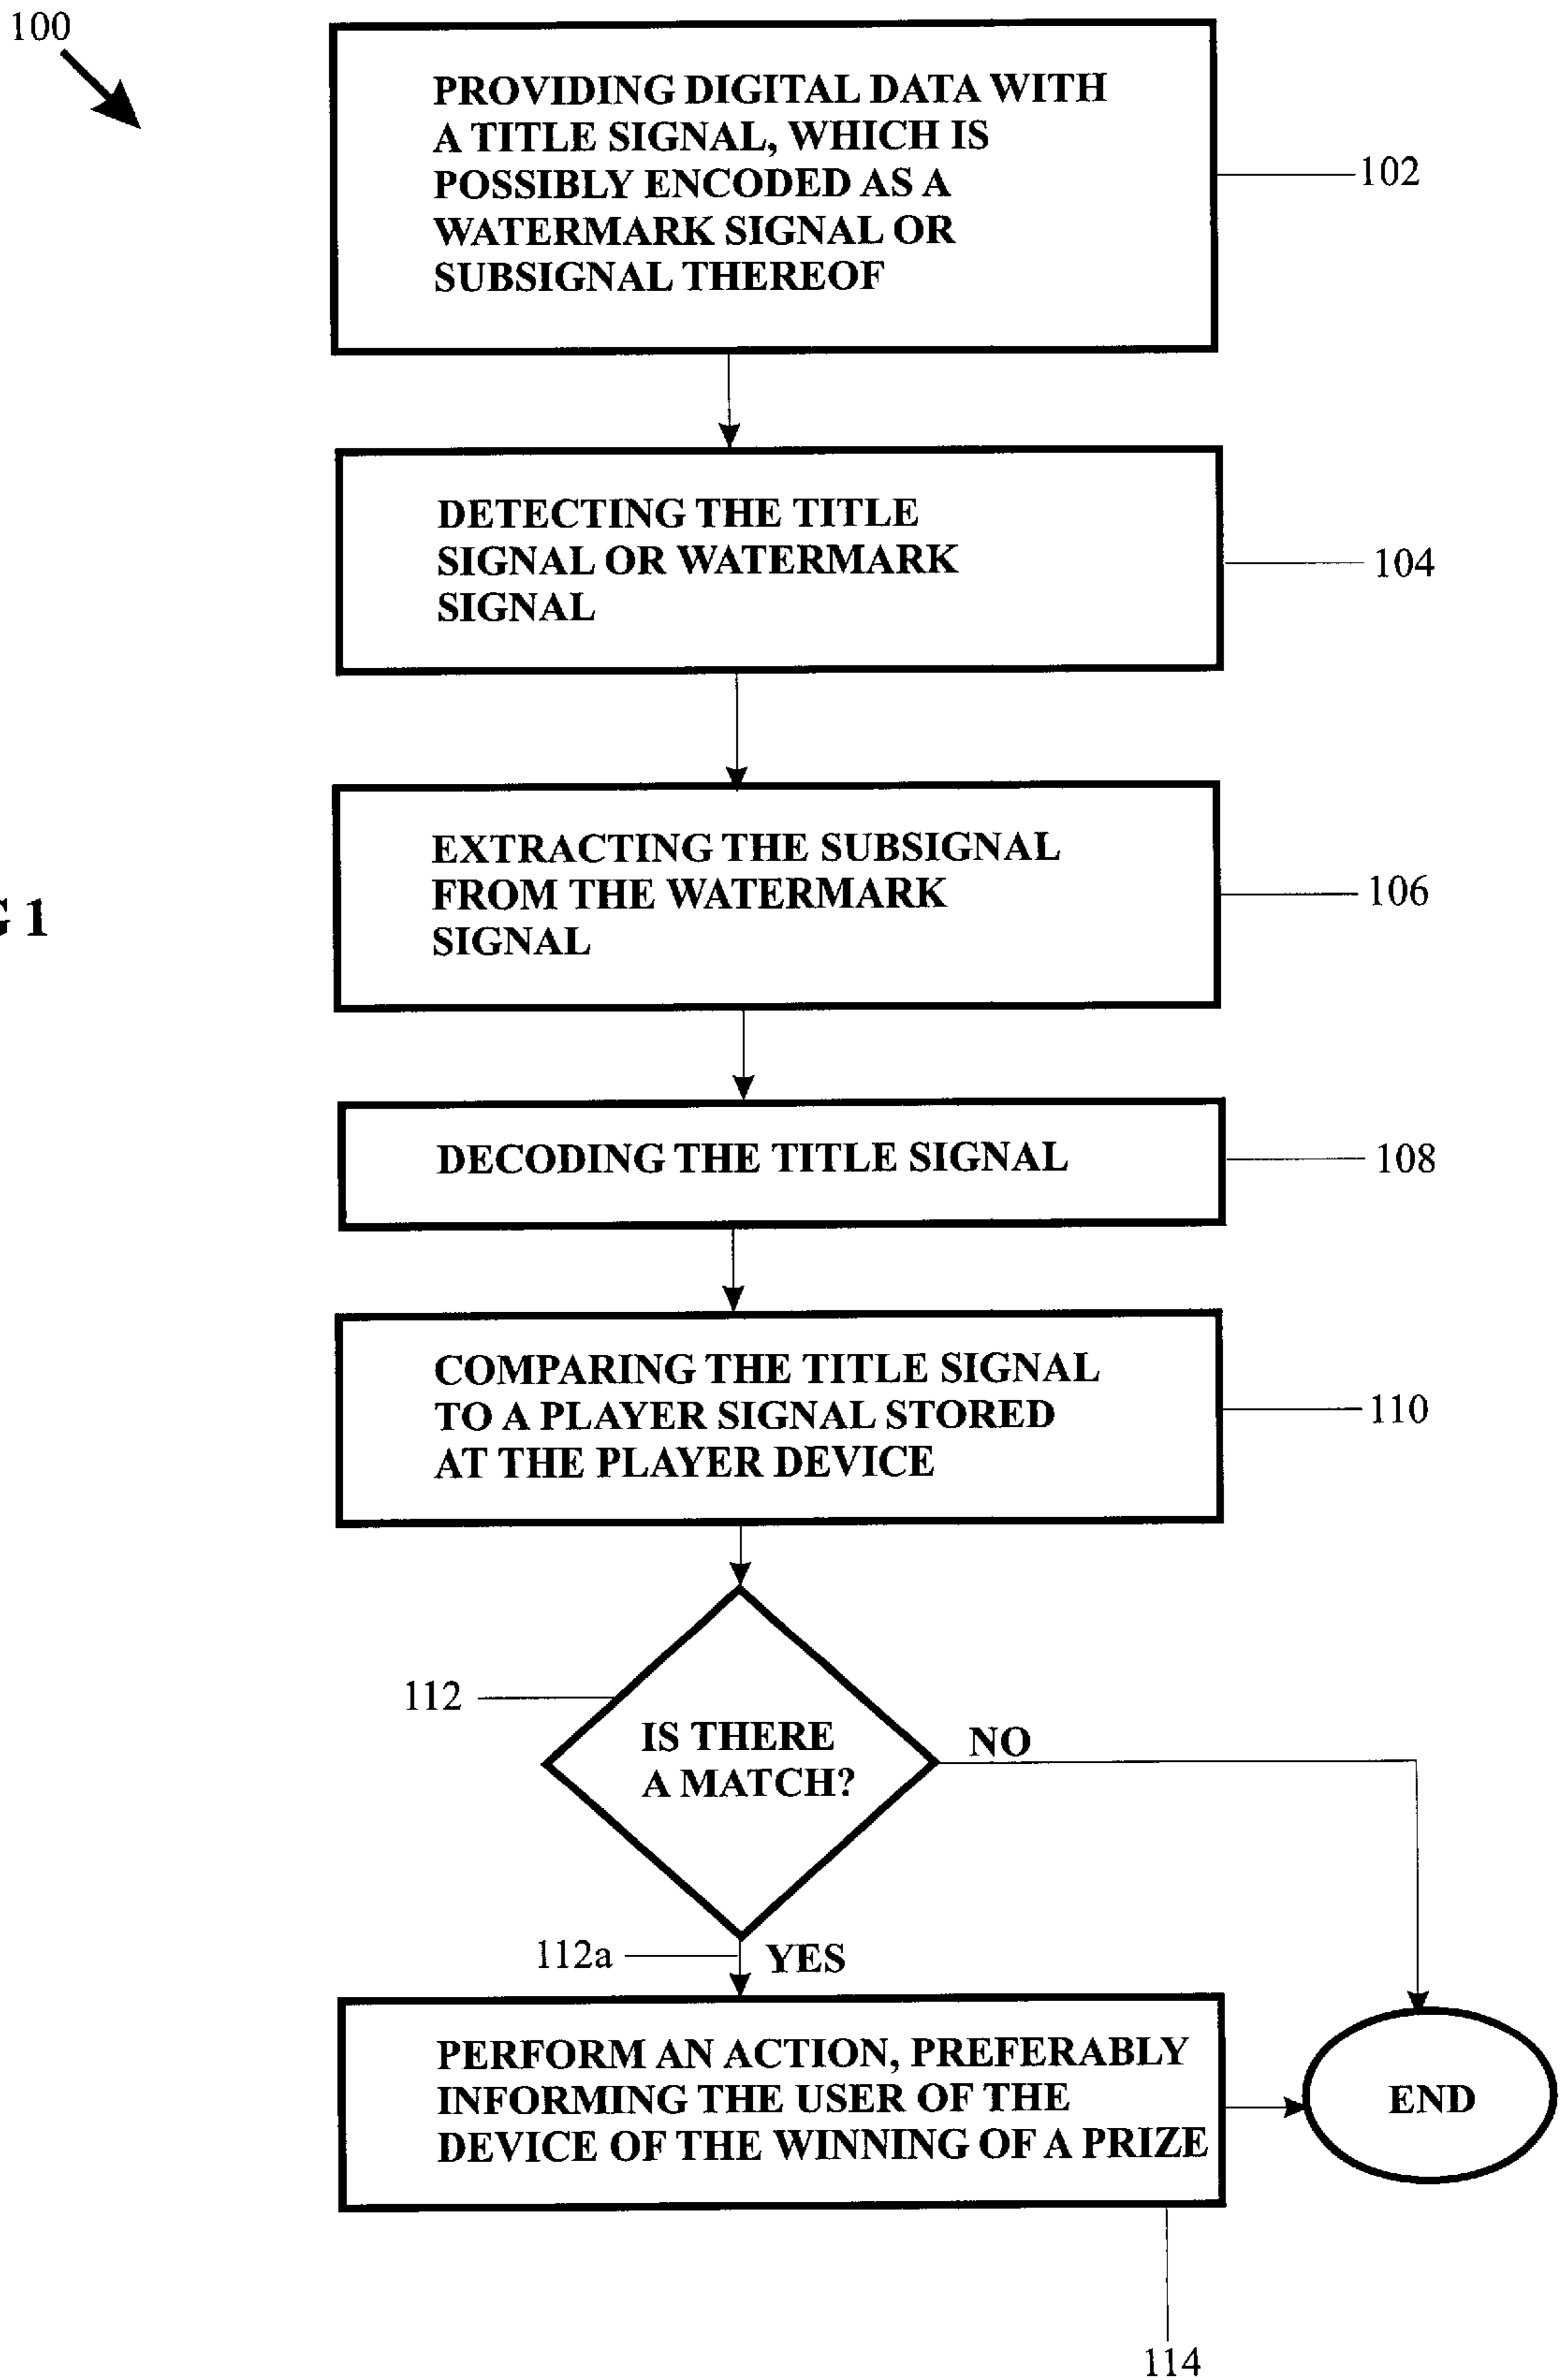 100
PROVIDING DIGITAL DATA WITH
A TITLE SIGNAL, WHICH IS
POSSIBLY ENCODED AS A
WATERMARK SIGNAL OR
SUBSIGNAL THEREOF
102
DETECTING THE TITLE
SIGNAL OR WATERMARK
SIGNAL
104
EXTRACTING THE SUBSIGNAL
FROM THE WATERMARK
SIGNAL
106
G 1
DECODING THE TITLE SIGNAL
108
COMPARING THE TITLE SIGNAL
TO A PLAYER SIGNAL STORED
AT THE PLAYER DEVICE
110
112
IS THERE
A MATCH?
NO
112a
YES
PERFORM AN ACTION, PREFERABLY
INFORMING THE USER OF THE
DEVICE OF THE WINNING OF A PRIZE
END
114